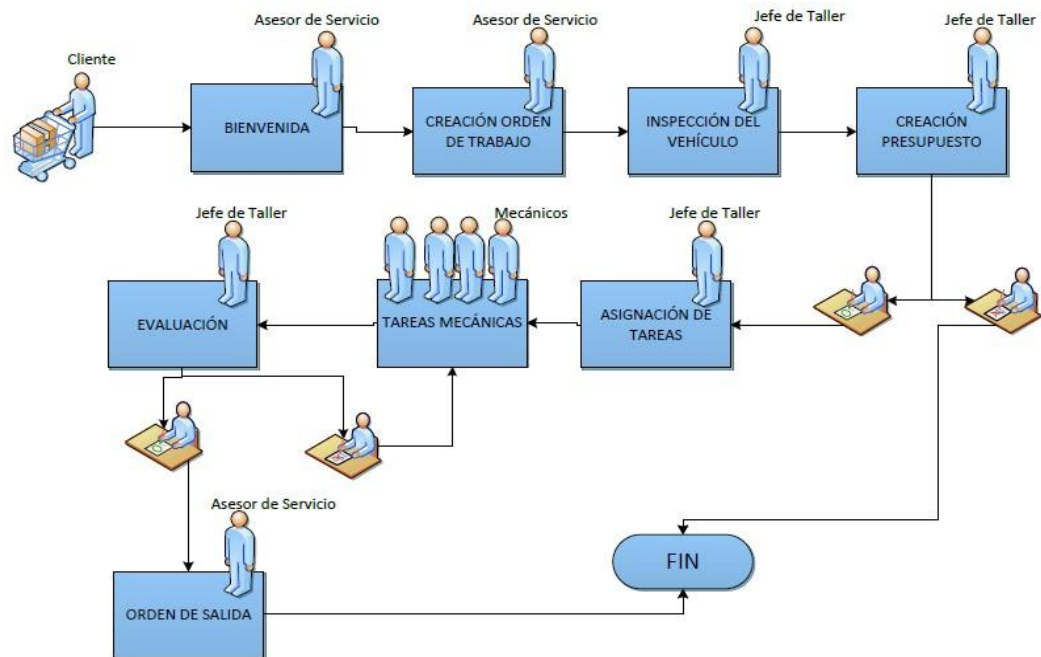 Cliente
Asesor de Servicio
BIENVENIDA
Asesor de Servicio
CREACIÓN ORDEN
DE TRABAJO
Jefe de Taller
INSPECCIÓN DEL
VEHÍCULO
Jefe de Taller
CREACIÓN
PRESUPUESTO
Jefe de Taller
EVALUACIÓN
Mecánicos
TAREAS MECÁNICAS
Jefe de Taller
ASIGNACIÓN DE
TAREAS
Asesor de Servicio
ORDEN DE SALIDA
FIN